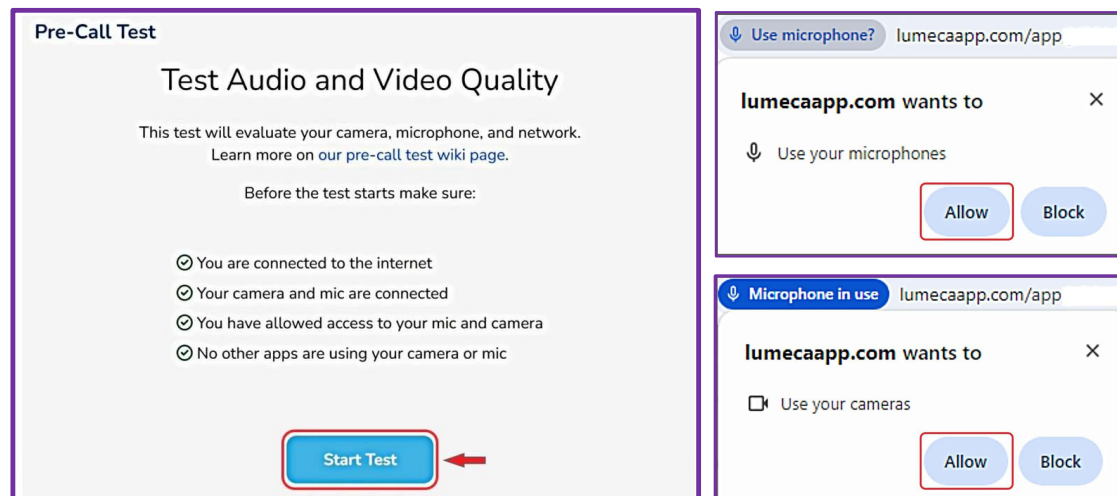 Pre-Call Test
Test Audio and Video Quality
This test will evaluate your camera, microphone, and network.
Learn more on our pre-call test wiki page.
Before the test starts make sure:
You are connected to the internet
Your camera and mic are connected
You have allowed access to your mic and camera
No other apps are using your camera or mic
Start Test
Use microphone? lumecaapp.com/app
lumecaapp.com wants to
Use your microphones
Allow Block
Microphone in use lumecaapp.com/app
lumecaapp.com wants to
Use your cameras
Allow Block